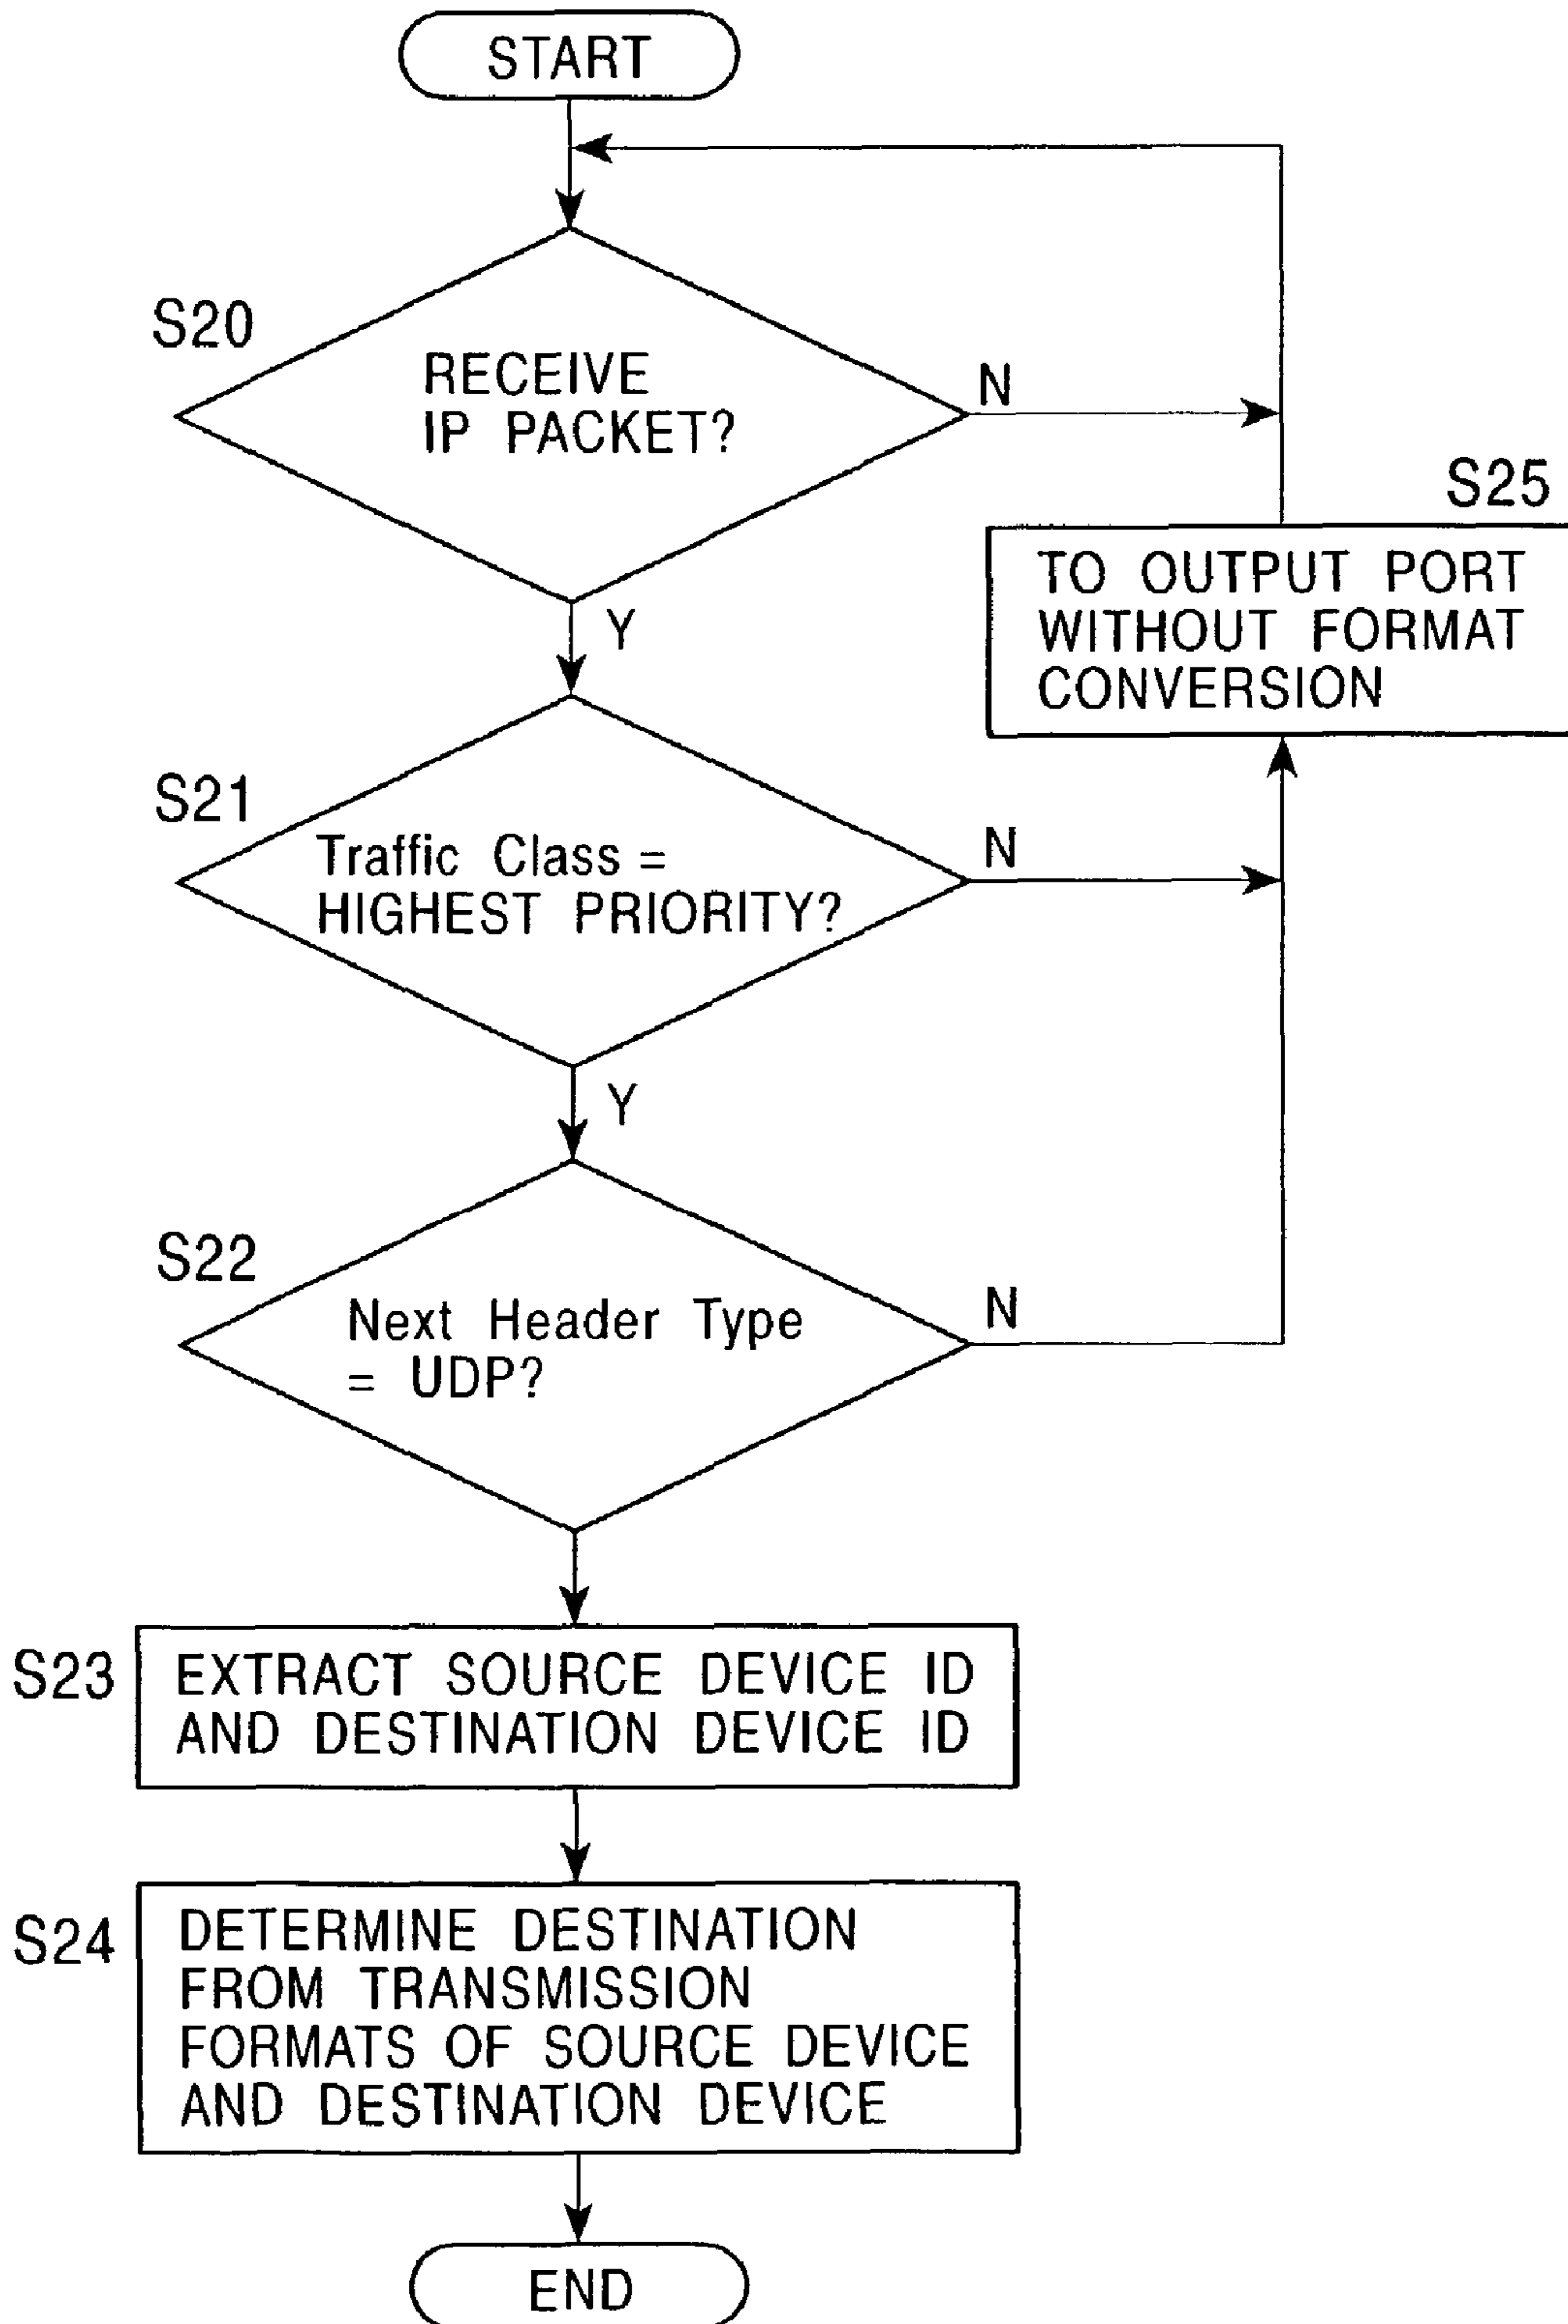 START
S20
RECEIVE
IP PACKET?
N
S25
TO OUTPUT PORT
WITHOUT FORMAT
CONVERSION
Y
S21
Traffic Class =
HIGHEST PRIORITY?
N
Y
S22
Next Header Type
= UDP?
N
S23
EXTRACT SOURCE DEVICE ID
AND DESTINATION DEVICE ID
S24
DETERMINE DESTINATION
FROM TRANSMISSION
FORMATS OF SOURCE DEVICE
AND DESTINATION DEVICE
END